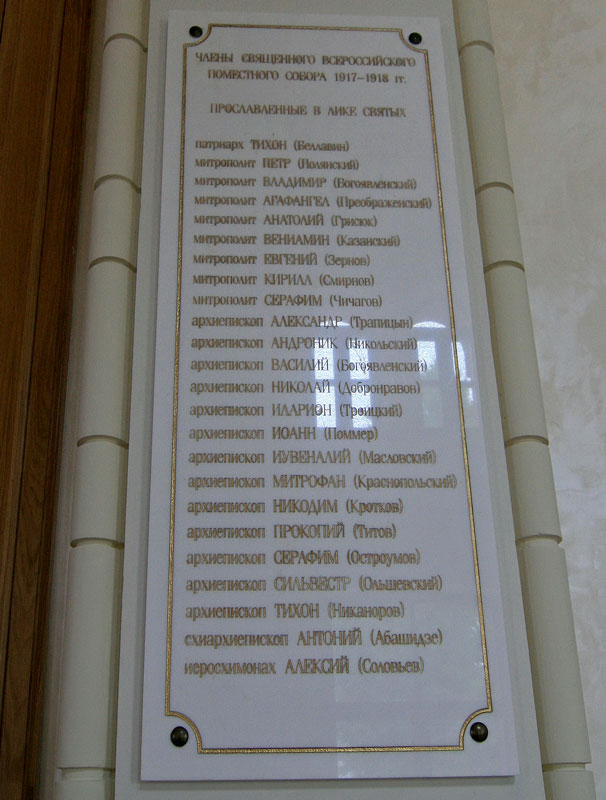 ЧЛЕНЫ СВЯЩЕННОГО ВСЕРОССИЙСКОГО
ПОМЕСТНОГО СОБОРА 1917-1918 гг.
ПРОСЛАВЛЕННЫЕ В ЛИКЕ СВЯТЫХ
патриарх ТИХОН (Беллавин)
митрополит ПЕТР (Полянский)
митрополит ВЛАДИМИР (Богоявленский)
митрополит АГАФАНГЕЛ (Преображенский)
митрополит АНАТОЛИЙ (Грисюк)
митрополит ВЕНИАМИН (Казанский)
митрополит ЕВГЕНИЙ (Зернов)
митрополит КИРИЛЛ (Смирнов)
митрополит СЕРАФИМ (Чичагов)
архиепископ АЛЕКСАНДР (Трапицын)
архиепископ АНДРОНИК (Никольский)
архиепископ ВАСИЛИЙ (Богоявленский)
архиепископ НИКОЛАЙ (Добронравов)
архиепископ ИЛЛАРИОН (Троицкий)
архиепископ ИОАНН (Поммер)
архиепископ ИУВЕНАЛИЙ (Масловский)
архиепископ МИТРОФАН (Краснопольский)
архиепископ НИКОДИМ (Кротков)
архиепископ ПРОКОПИЙ (Титов)
архиепископ СЕРАФИМ (Остроумов)
архиепископ СИЛЬВЕСТР (Ольшевский)
архиепископ ТИХОН (Никаноров)
схиархиепископ АНТОНИЙ (Абашидзе)
иеросхимонах АЛЕКСИЙ (Соловьев)